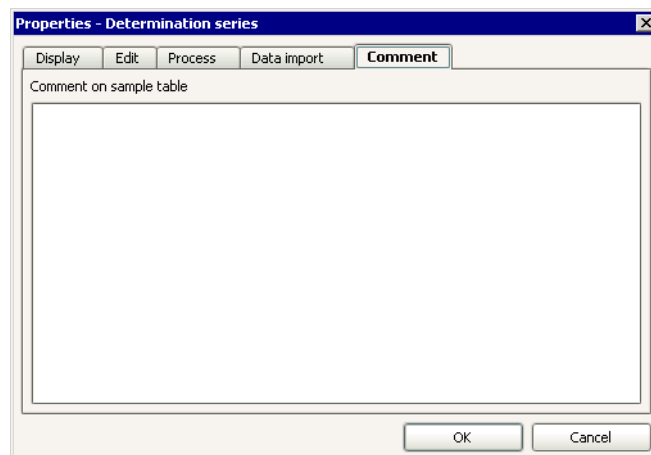 Properties - Determination series
Display Edit Process Data import Comment
Comment on sample table
OK Cancel